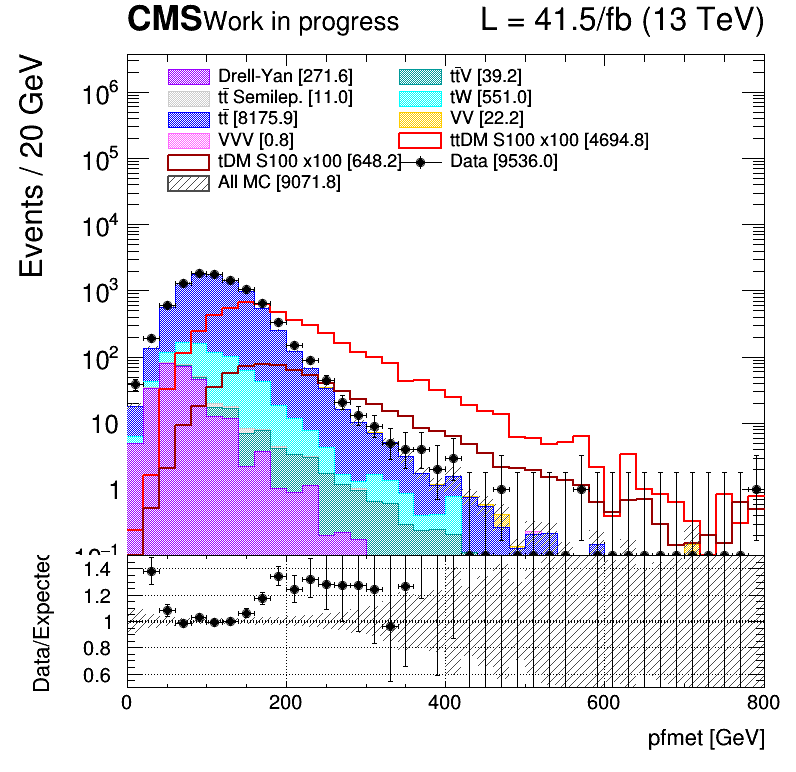 CMS Work in progress L = 41.5/fb (13 TeV)
Events / 20 GeV
Drell-Yan [271.6] tt̄V [39.2]
tt̄ Semilep. [11.0] tW [551.0]
tt̄ [8175.9] VV [22.2]
VVV [0.8] ttDM S100 x100 [4694.8]
tDM S100 x100 [648.2] Data [9536.0]
All MC [9071.8]
10⁶
10⁵
10⁴
10³
10²
10
1
10⁻¹
Data/Expected
1.4
1.2
1
0.8
0.6
0 200 400 600 800
pfmet [GeV]